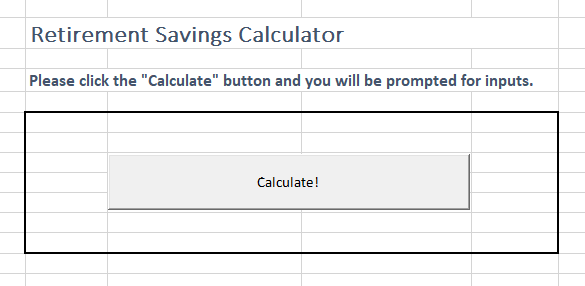 Retirement Savings Calculator
Please click the "Calculate" button and you will be prompted for inputs.
Calculate!